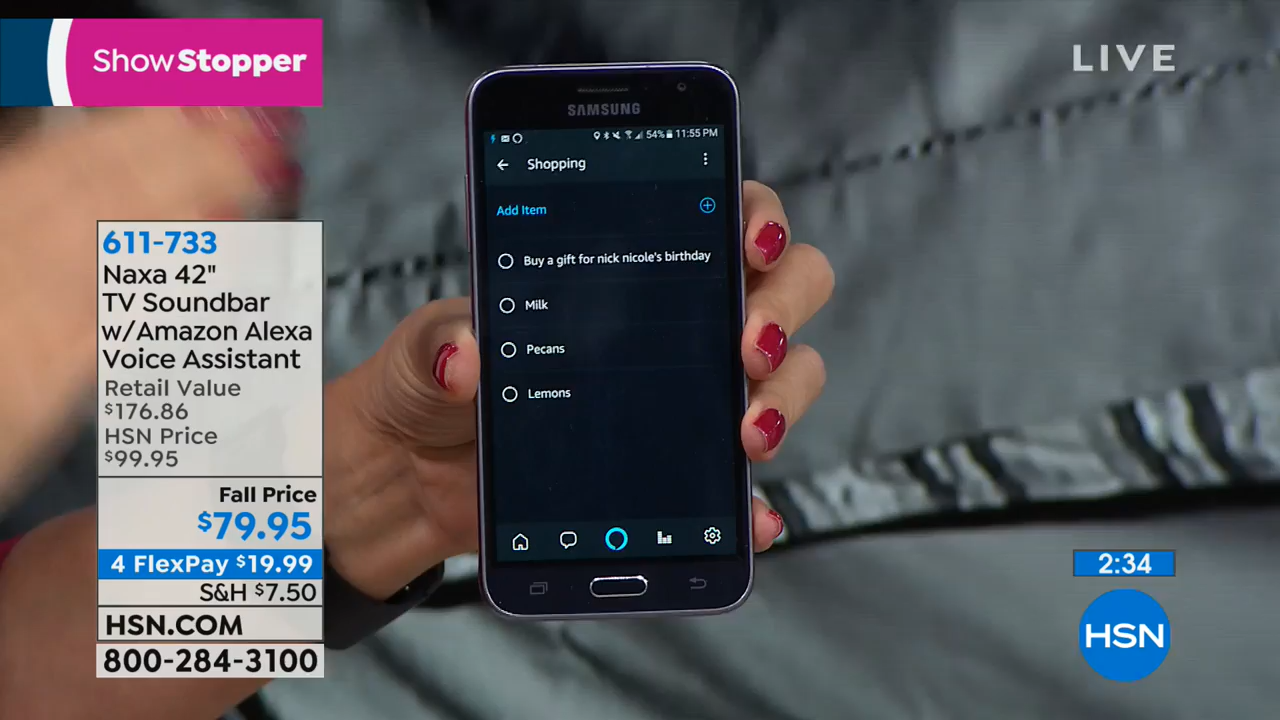 Show Stopper
LIVE
SAMSUNG
54% 11:55 PM
Shopping
Add Item
Buy a gift for nick nicole's birthday
Milk
Pecans
Lemons
611-733
Naxa 42"
TV Soundbar
w/Amazon Alexa
Voice Assistant
Retail Value
$176.86
HSN Price
$99.95
Fall Price
$79.95
4 FlexPay $19.99
S&H $7.50
HSN.COM
800-284-3100
2:34
HSN